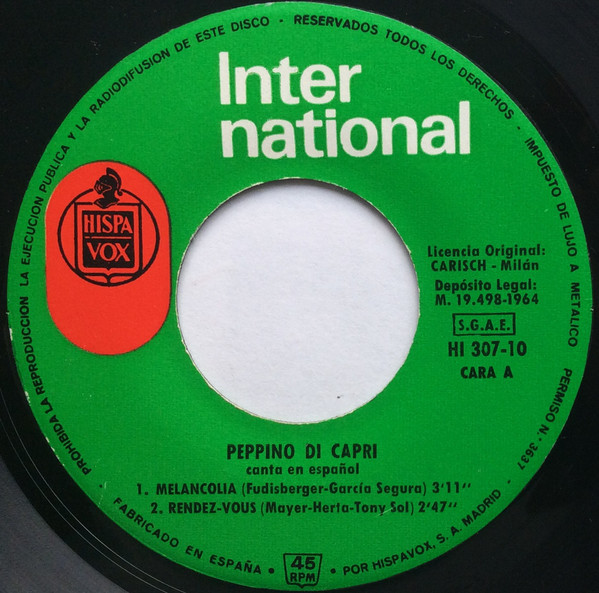 PROHIBIDA LA REPRODUCCION LA EJECUCION PUBLICA Y LA RADIODIFUSION DE ESTE DISCO - RESERVADOS TODOS LOS DERECHOS - IMPUESTO DE LUJO A METALICO PERMISO N.º 3637
Inter
national
HISPA
VOX
Licencia Original:
CARISCH - Milán
Depósito Legal:
M. 19.498-1964
S.G.A.E.
HI 307-10
CARA A
PEPPINO DI CAPRI
canta en español
1. MELANCOLIA (Fudisberger-García Segura) 3'11''
2. RENDEZ-VOUS (Mayer-Herta-Tony Sol) 2'47''
FABRICADO EN ESPAÑA • 45 RPM • POR HISPAVOX, S. A. MADRID -